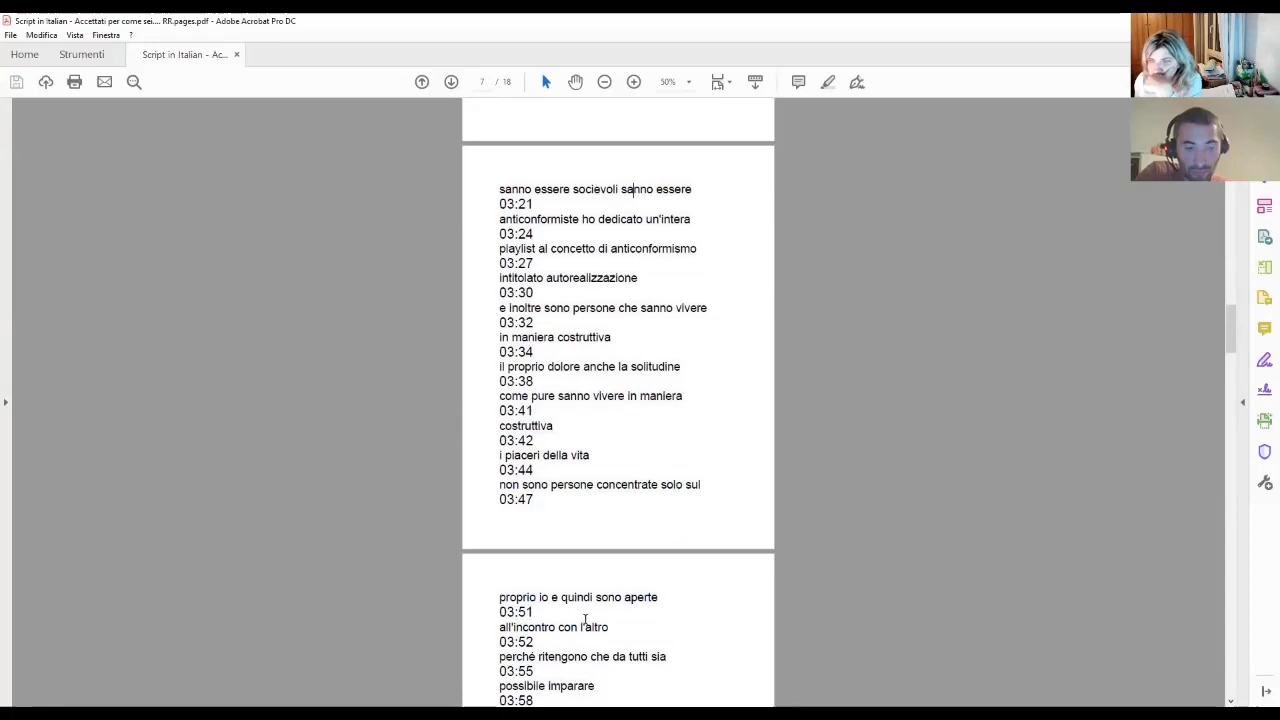 Script in Italian - Accettati per come sei.... RR.pages.pdf - Adobe Acrobat Pro DC
File Modifica Vista Finestra ?
Home Strumenti Script in Italian - Ac... ×
7 / 18 50%
sanno essere socievoli sanno essere
03:21
anticonformiste ho dedicato un'intera
03:24
playlist al concetto di anticonformismo
03:27
intitolato autorealizzazione
03:30
e inoltre sono persone che sanno vivere
03:32
in maniera costruttiva
03:34
il proprio dolore anche la solitudine
03:38
come pure sanno vivere in maniera
03:41
costruttiva
03:42
i piaceri della vita
03:44
non sono persone concentrate solo sul
03:47
proprio io e quindi sono aperte
03:51
all'incontro con l'altro
03:52
perché ritengono che da tutti sia
03:55
possibile imparare
03:58